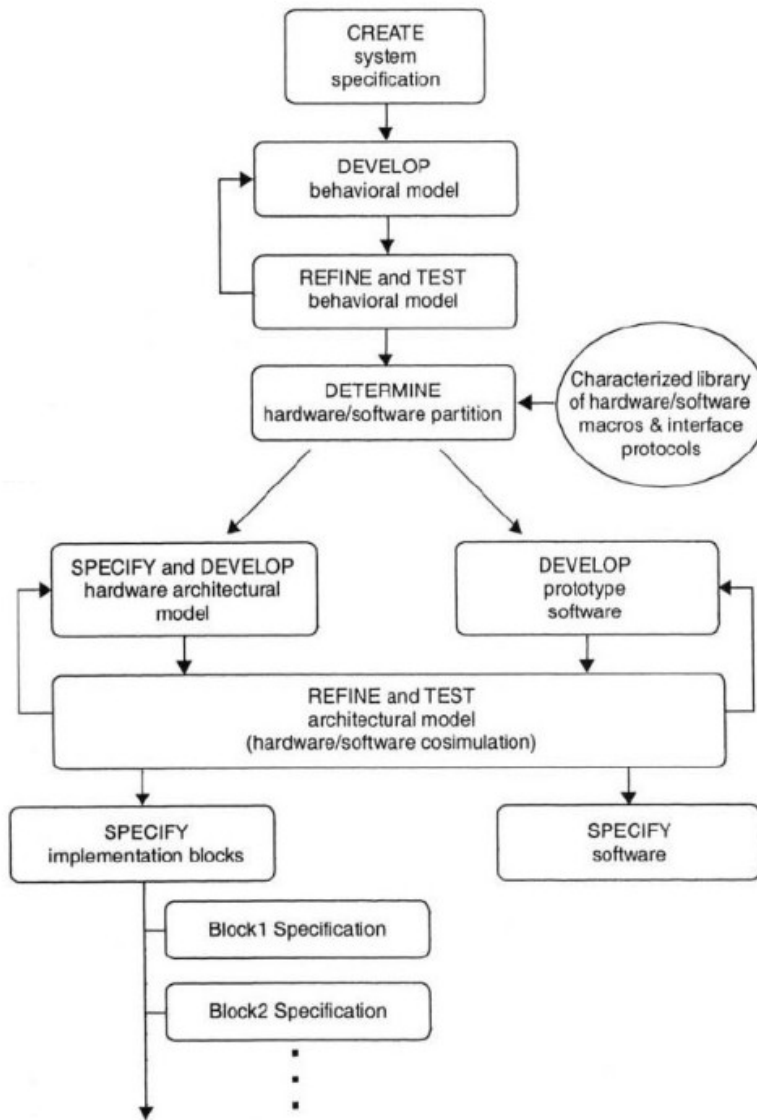 CREATE
system
specification
DEVELOP
behavioral model
REFINE and TEST
behavioral model
DETERMINE
hardware/software partition
Characterized library
of hardware/software
macros & interface
protocols
SPECIFY and DEVELOP
hardware architectural
model
DEVELOP
prototype
software
REFINE and TEST
architectural model
(hardware/software cosimulation)
SPECIFY
implementation blocks
SPECIFY
software
Block1 Specification
Block2 Specification